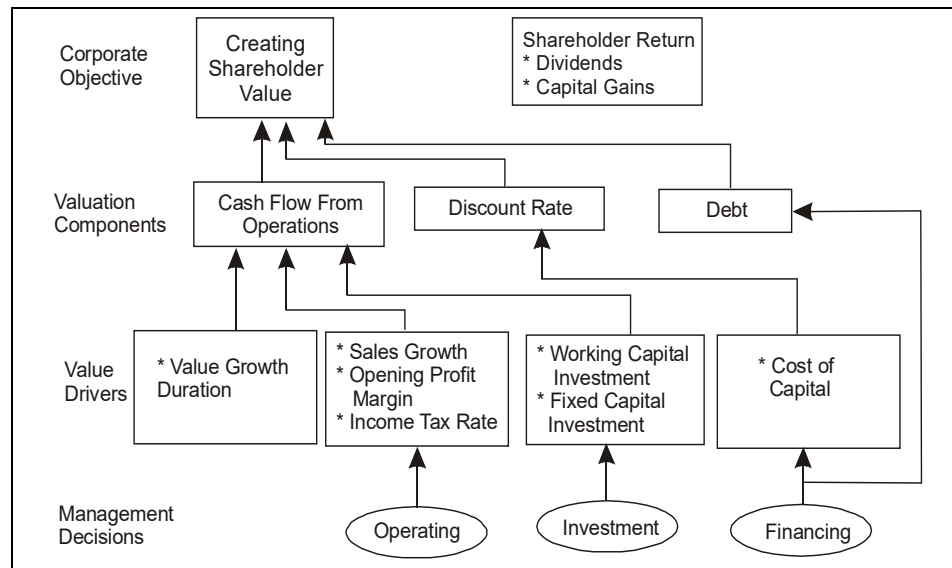 Corporate
Objective
Creating
Shareholder
Value
Shareholder Return
* Dividends
* Capital Gains
Valuation
Components
Cash Flow From
Operations
Discount Rate
Debt
Value
Drivers
* Value Growth
Duration
* Sales Growth
* Opening Profit
Margin
* Income Tax Rate
* Working Capital
Investment
* Fixed Capital
Investment
* Cost of
Capital
Management
Decisions
Operating
Investment
Financing